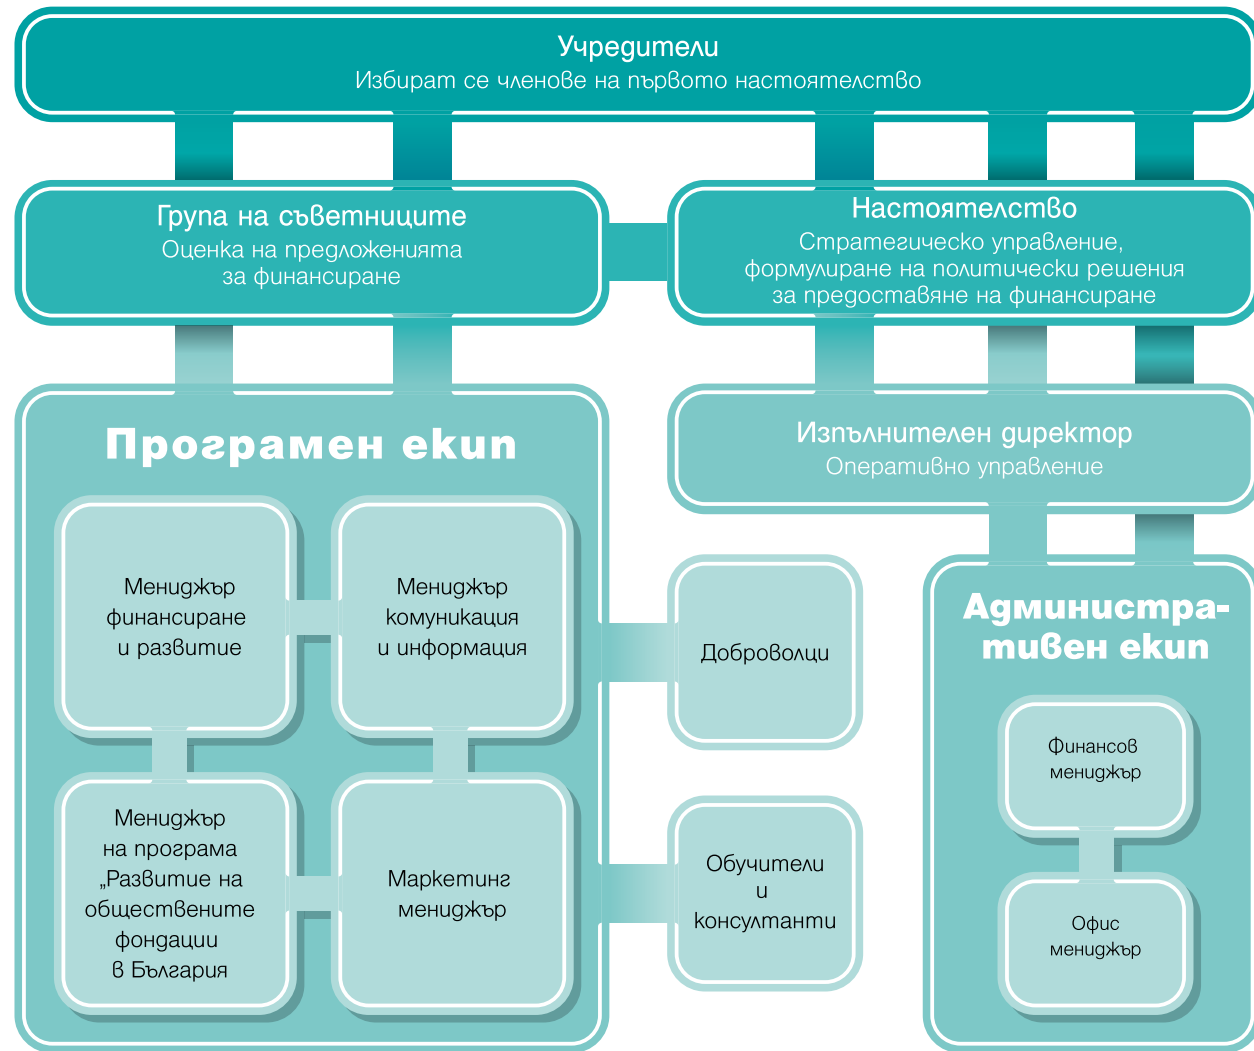 Учредители
Избират се членове на първото настоятелство
Група на съветниците
Оценка на предложенията
за финансиране
Настоятелство
Стратегическо управление,
формулиране на политически решения
за предоставяне на финансиране
Програмен екип
Изпълнителен директор
Оперативно управление
Мениджър
финансиране
и развитие
Мениджър
комуникация
и информация
Доброволци
Администра-
тивен екип
Финансов
мениджър
Мениджър
на програма
„Развитие на
обществените
фондации
в България
Маркетинг
мениджър
Обучители
и
консултанти
Офис
мениджър